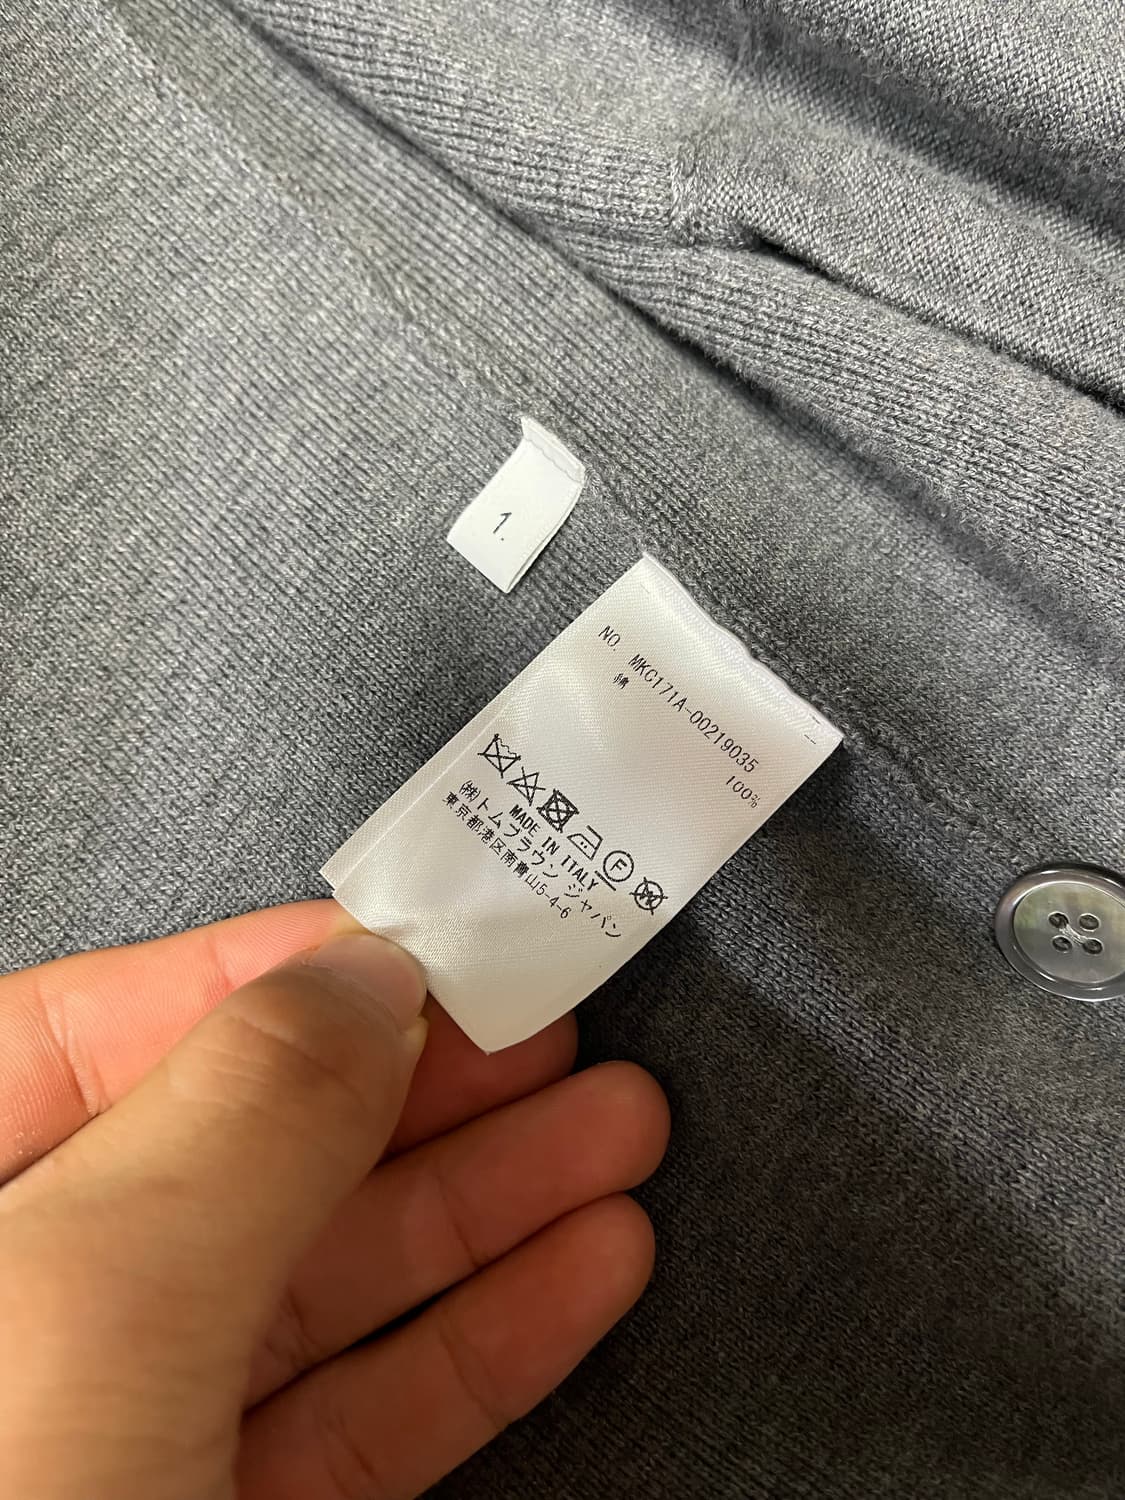 1.
NO. MKC171A-00219035
綿 100%
F
W
MADE IN ITALY
(株)トムブラウン ジャパン
東京都港区南青山5-4-6